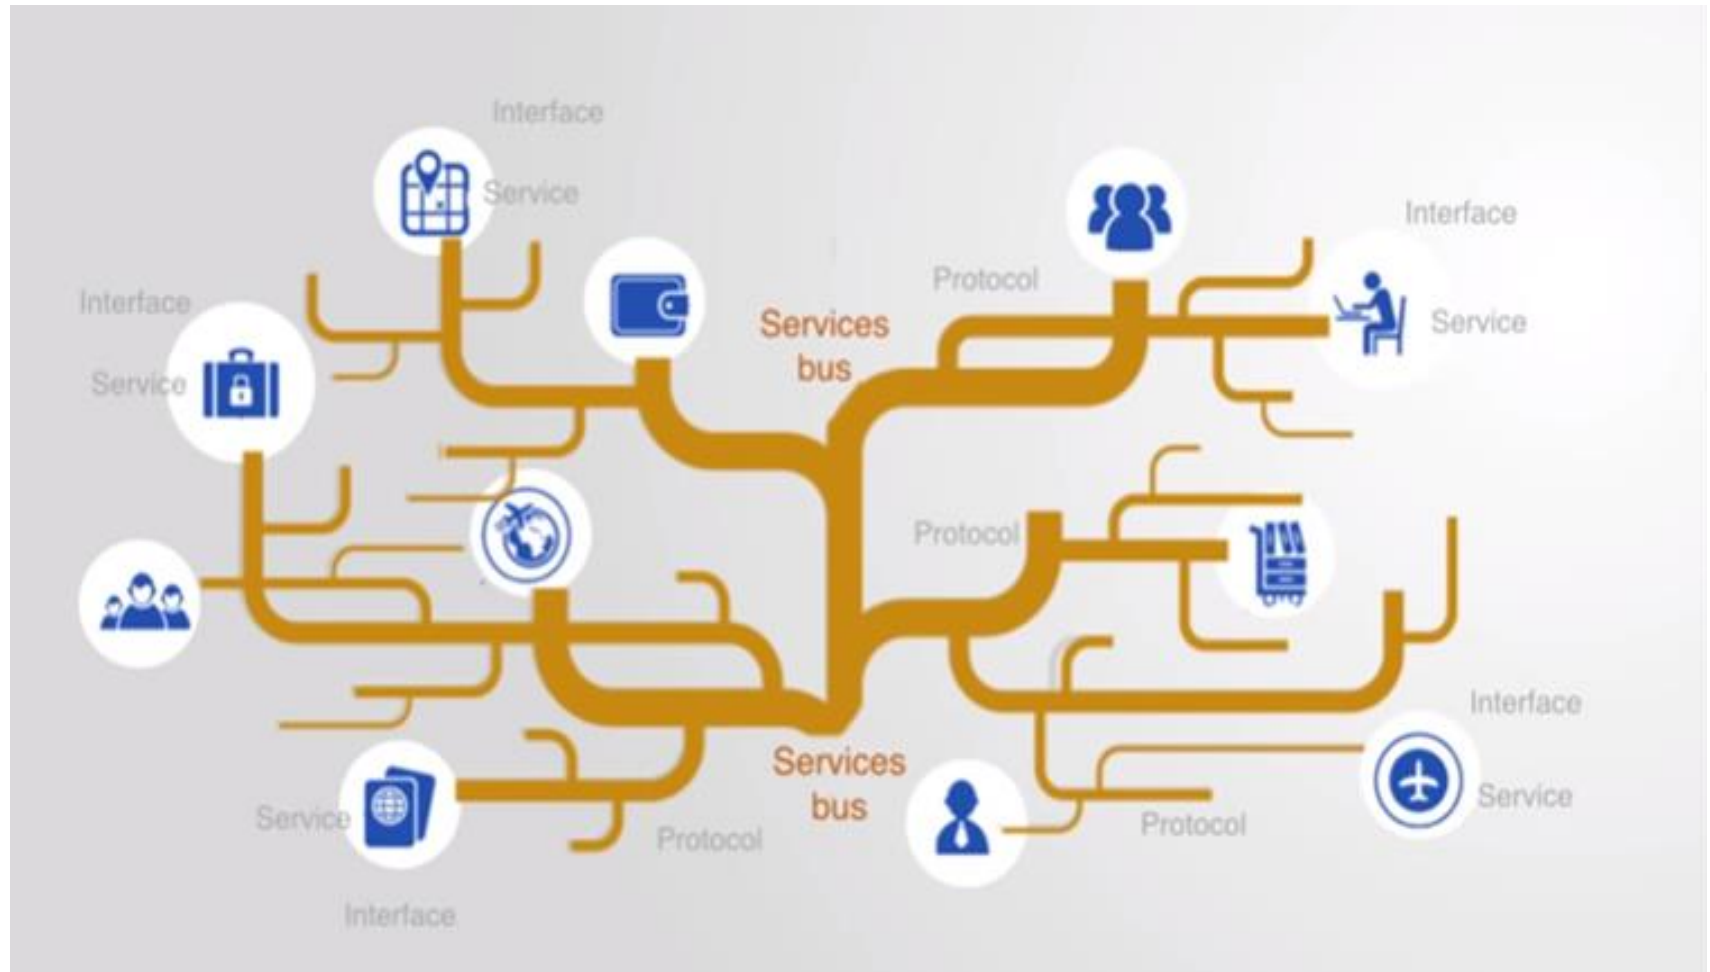 Interface
Service
Interface
Service
Services
bus
Protocol
Interface
Service
Protocol
Services
bus
Service
Protocol
Interface
Protocol
Interface
Service